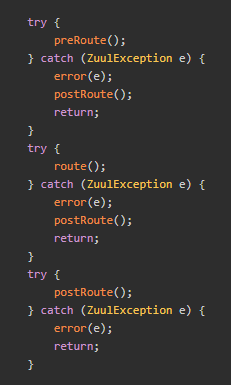 try {
    preRoute();
} catch (ZuulException e) {
    error(e);
    postRoute();
    return;
}
try {
    route();
} catch (ZuulException e) {
    error(e);
    postRoute();
    return;
}
try {
    postRoute();
} catch (ZuulException e) {
    error(e);
    return;
}